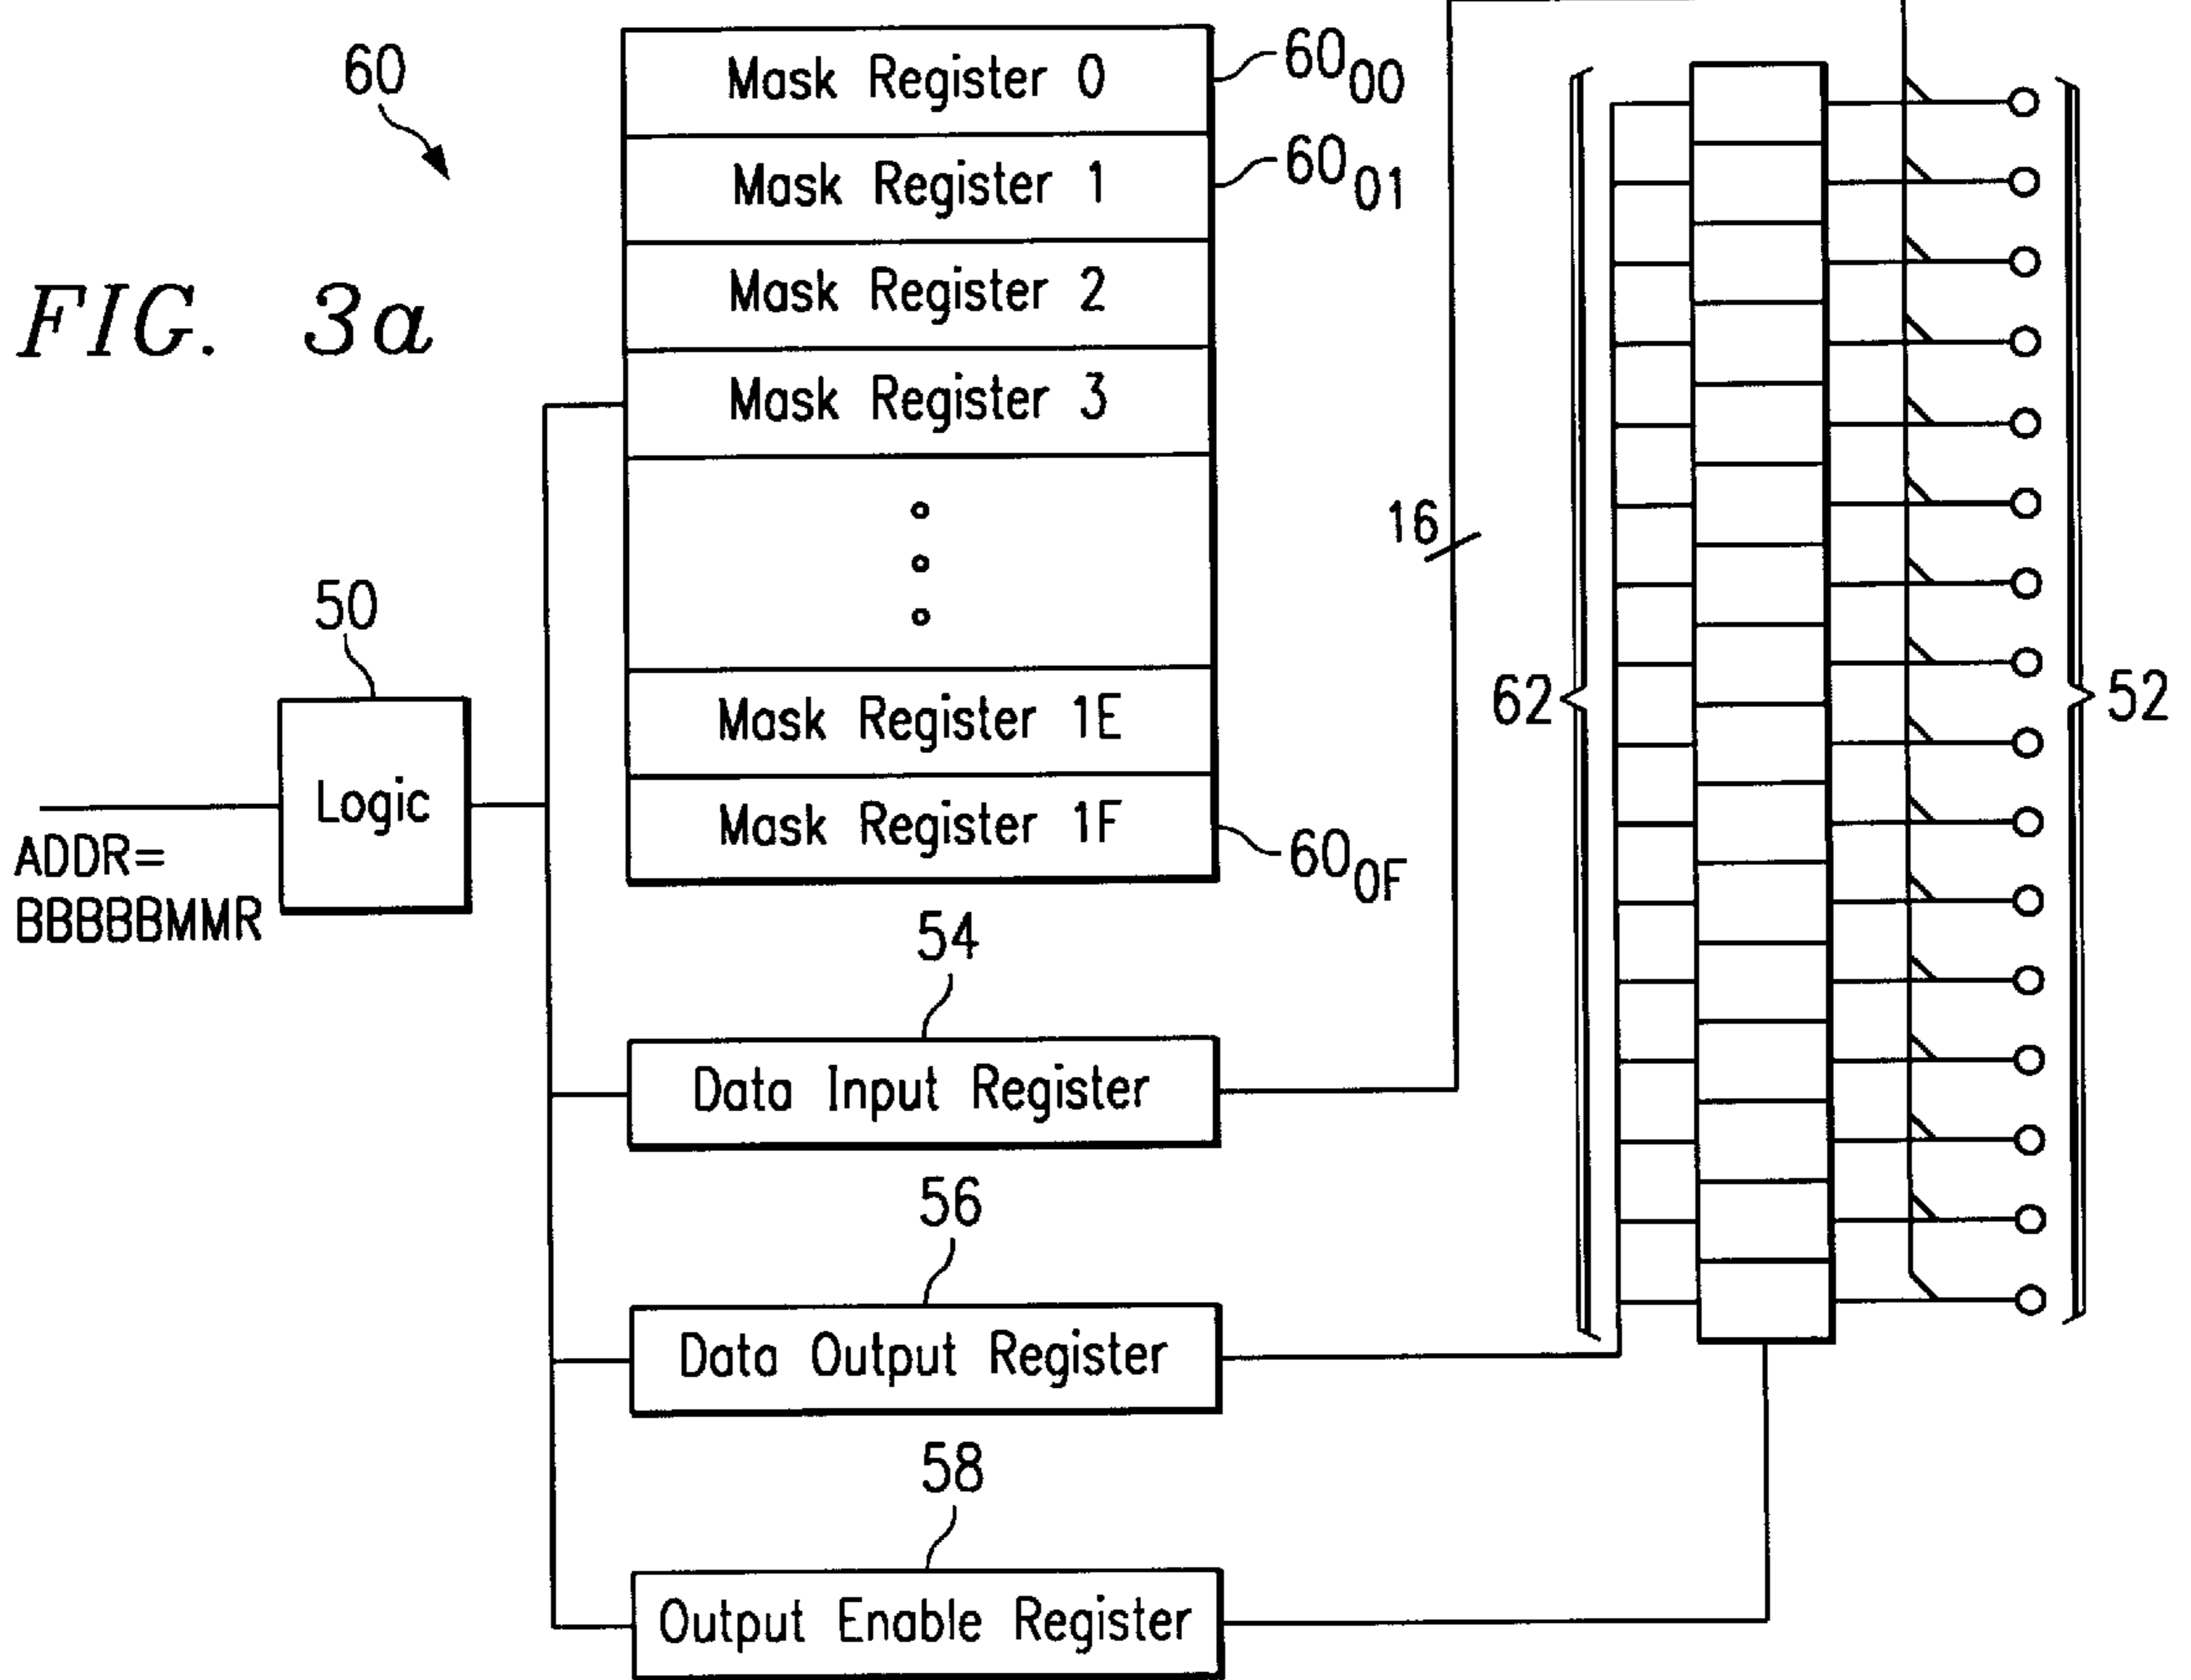 60
FIG. 3a
Mask Register 0
60 00
Mask Register 1
60 01
Mask Register 2
Mask Register 3
16
50
Logic
ADDR=
BBBBBMMR
Mask Register 1E
Mask Register 1F
60 0F
62
52
54
Data Input Register
56
Data Output Register
58
Output Enable Register